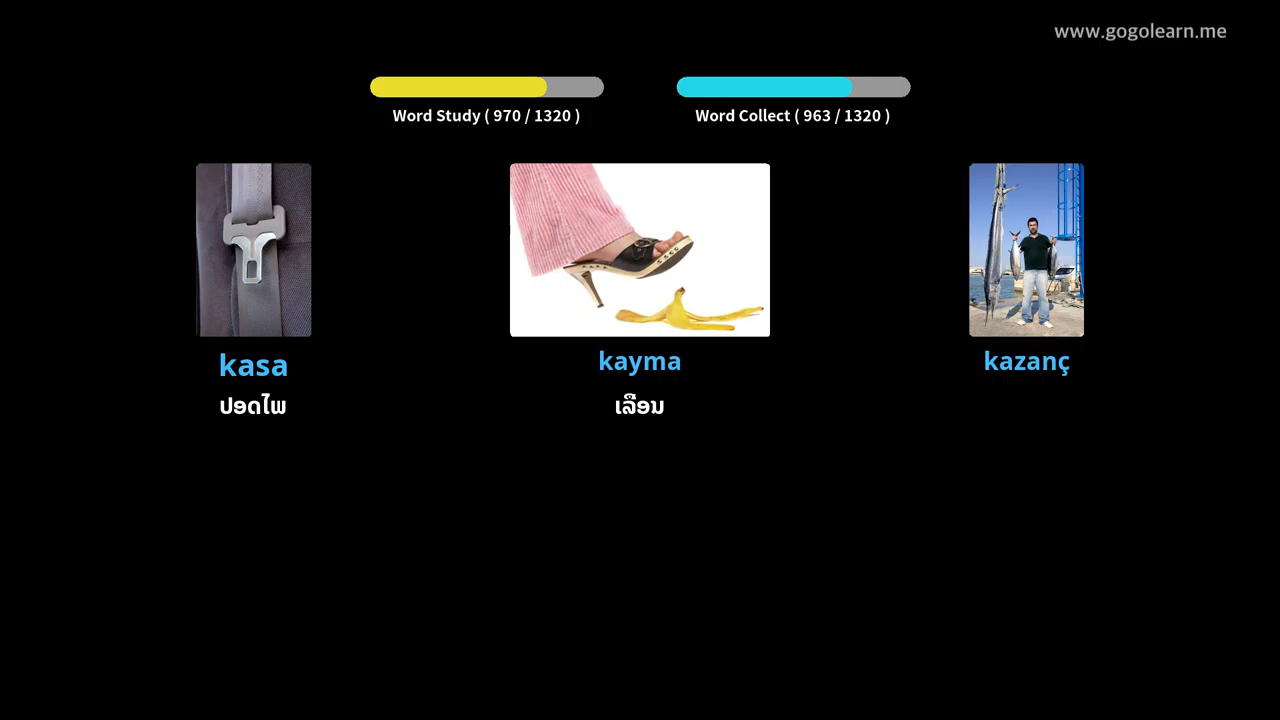 www.gogolearn.me
Word Study ( 970 / 1320 )
Word Collect ( 963 / 1320 )
kasa
kayma
kazanç
ປອດໄພ
ເລືອນ